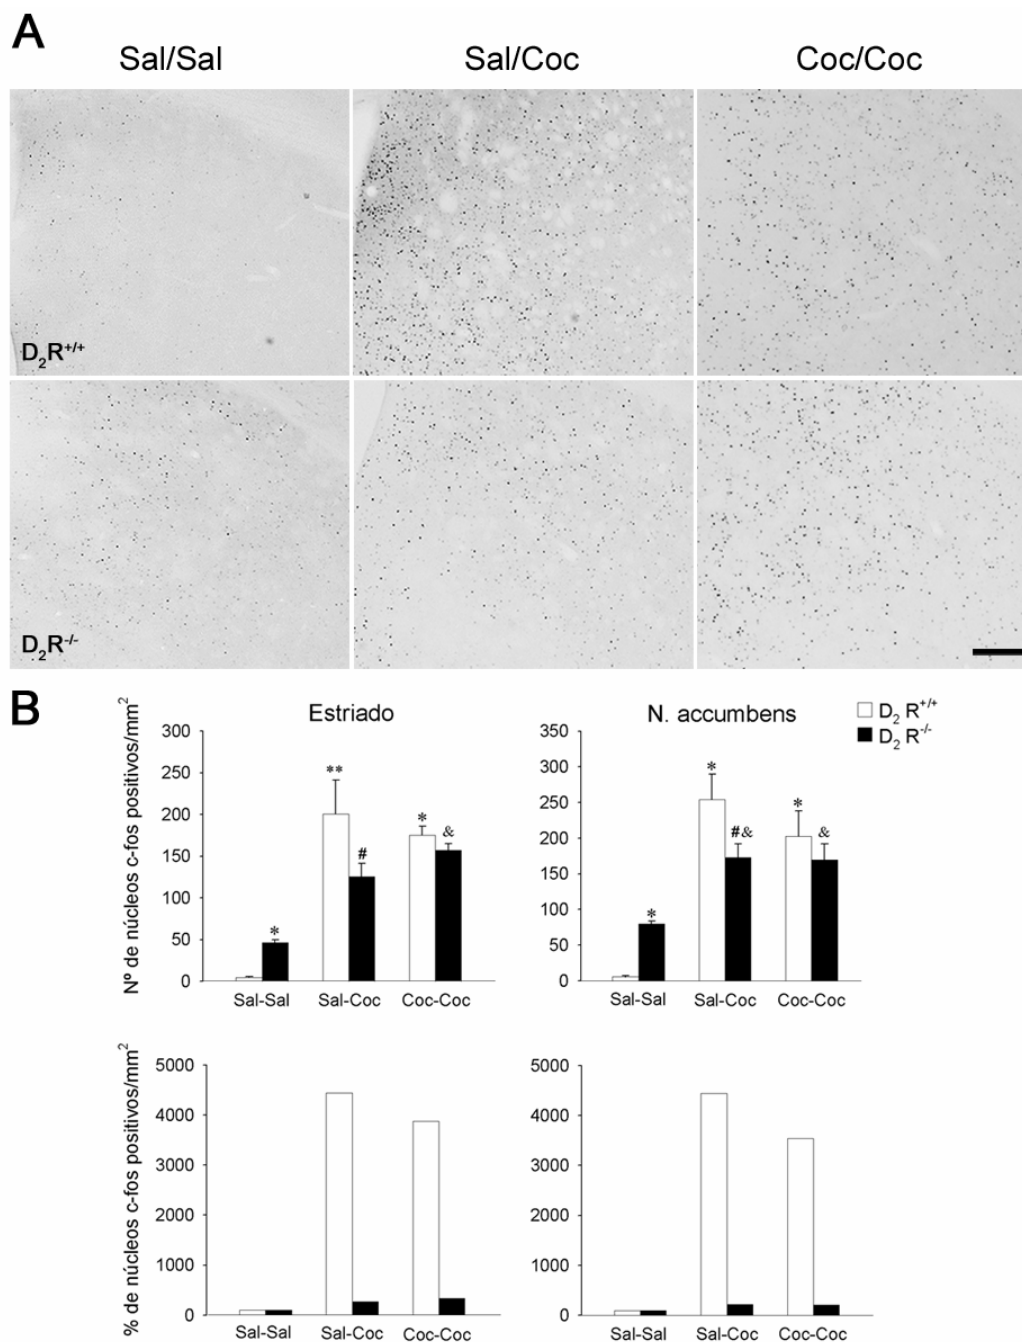 A
Sal/Sal Sal/Coc Coc/Coc
D₂R⁺/⁺
D₂R⁻/⁻
B
Estriado N. accumbens
D₂ R⁺/⁺
D₂ R⁻/⁻
Nº de núcleos c-fos positivos/mm²
300
250
200
150
100
50
0
* ** # * &
Sal-Sal Sal-Coc Coc-Coc
350
300
250
200
150
100
50
0
* * #& * &
Sal-Sal Sal-Coc Coc-Coc
% de núcleos c-fos positivos/mm²
5000
4000
3000
2000
1000
0
Sal-Sal Sal-Coc Coc-Coc
5000
4000
3000
2000
1000
0
Sal-Sal Sal-Coc Coc-Coc